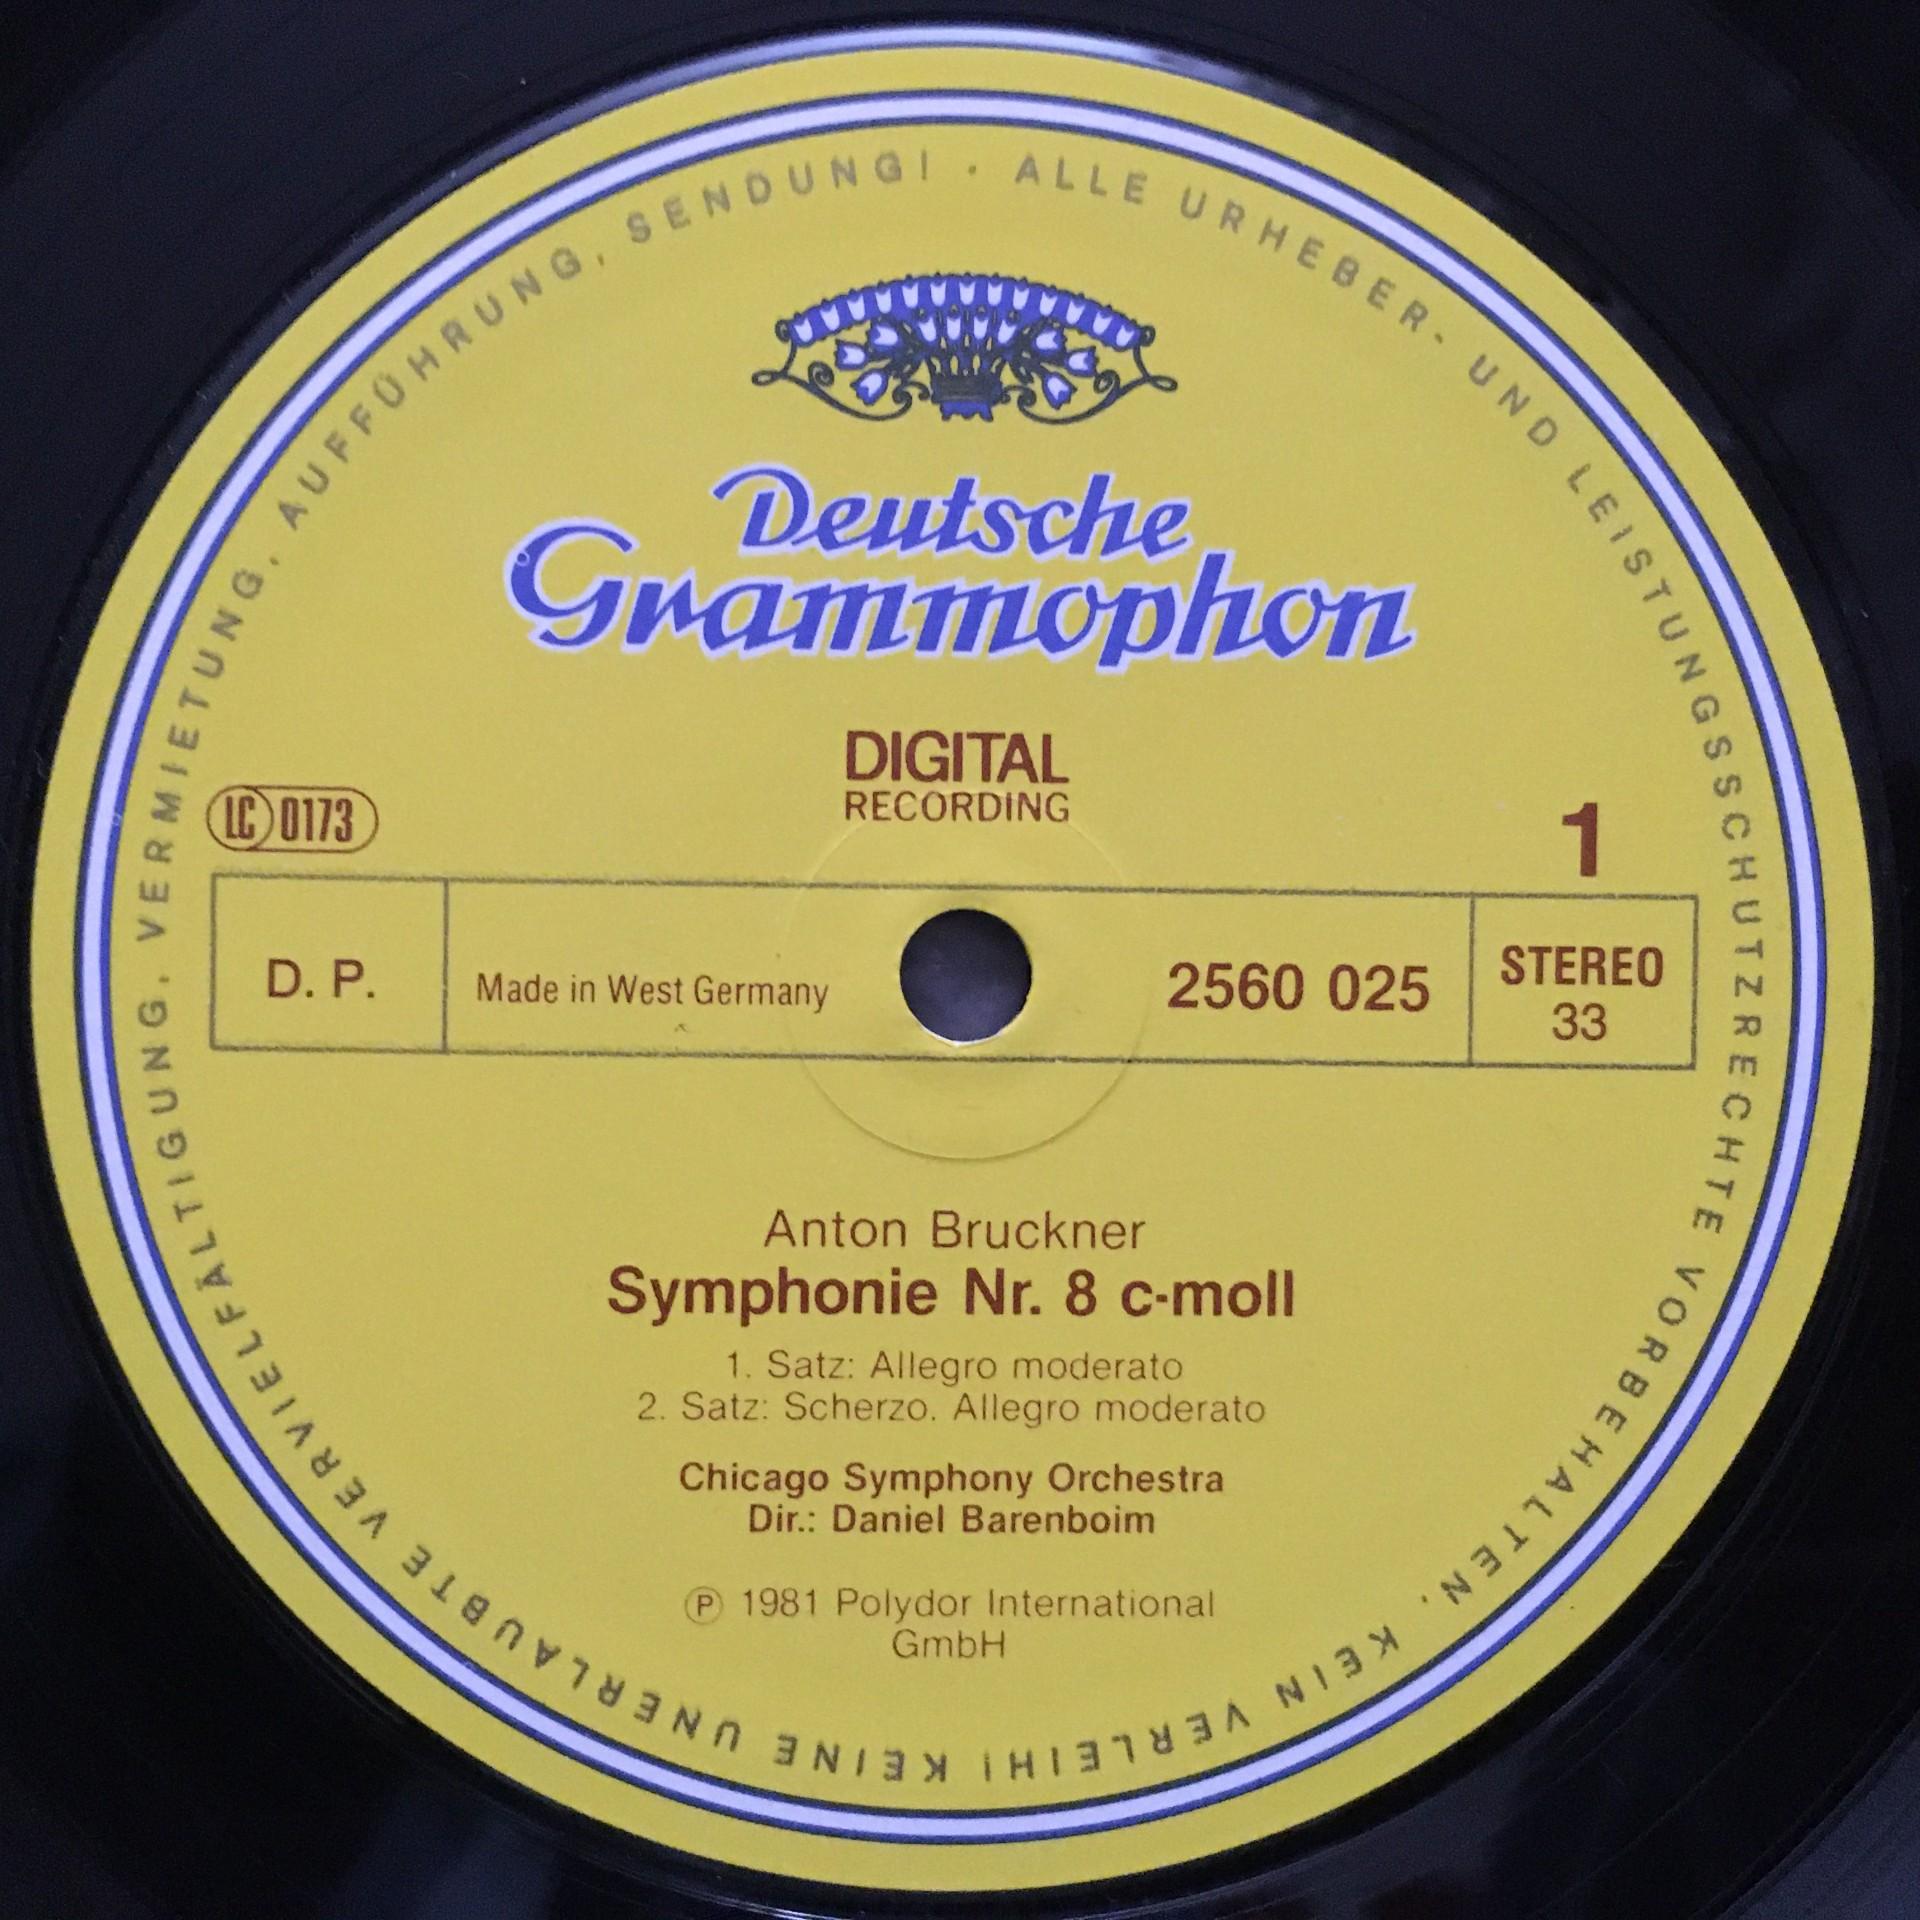 ALLE URHEBER- UND LEISTUNGSSCHUTZRECHTE VORBEHALTEN. KEIN VERLEIH! KEINE UNERLAUBTE VERVIELFÄLTIGUNG, VERMIETUNG, AUFFÜHRUNG, SENDUNG! ·
Deutsche
Grammophon
DIGITAL
RECORDING
LC 0173
1
D. P.
Made in West Germany
2560 025
STEREO
33
Anton Bruckner
Symphonie Nr. 8 c-moll
1. Satz: Allegro moderato
2. Satz: Scherzo. Allegro moderato
Chicago Symphony Orchestra
Dir.: Daniel Barenboim
℗ 1981 Polydor International
GmbH